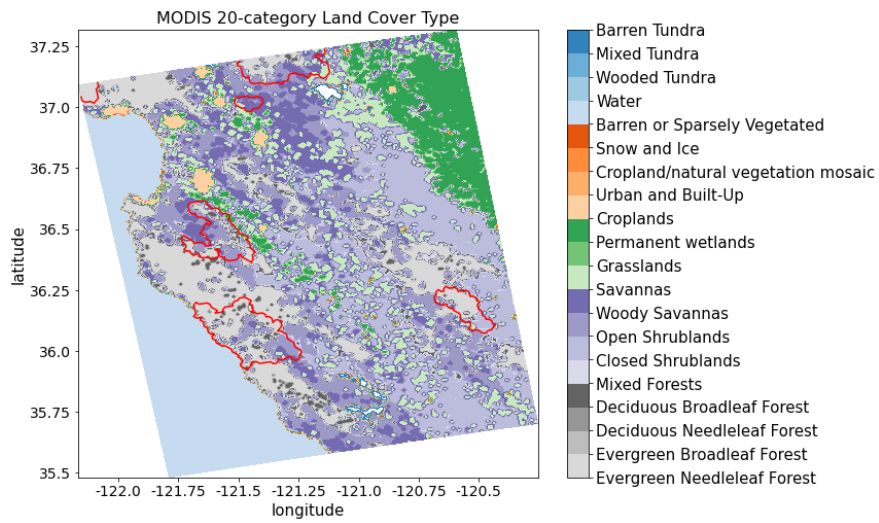 MODIS 20-category Land Cover Type
37.25
37.0
36.75
36.5
36.25
36.0
35.75
35.5
latitude
-122.0
-121.75
-121.5
-121.25
-121.0
-120.75
-120.5
longitude
Barren Tundra
Mixed Tundra
Wooded Tundra
Water
Barren or Sparsely Vegetated
Snow and Ice
Cropland/natural vegetation mosaic
Urban and Built-Up
Croplands
Permanent wetlands
Grasslands
Savannas
Woody Savannas
Open Shrublands
Closed Shrublands
Mixed Forests
Deciduous Broadleaf Forest
Deciduous Needleleaf Forest
Evergreen Broadleaf Forest
Evergreen Needleleaf Forest